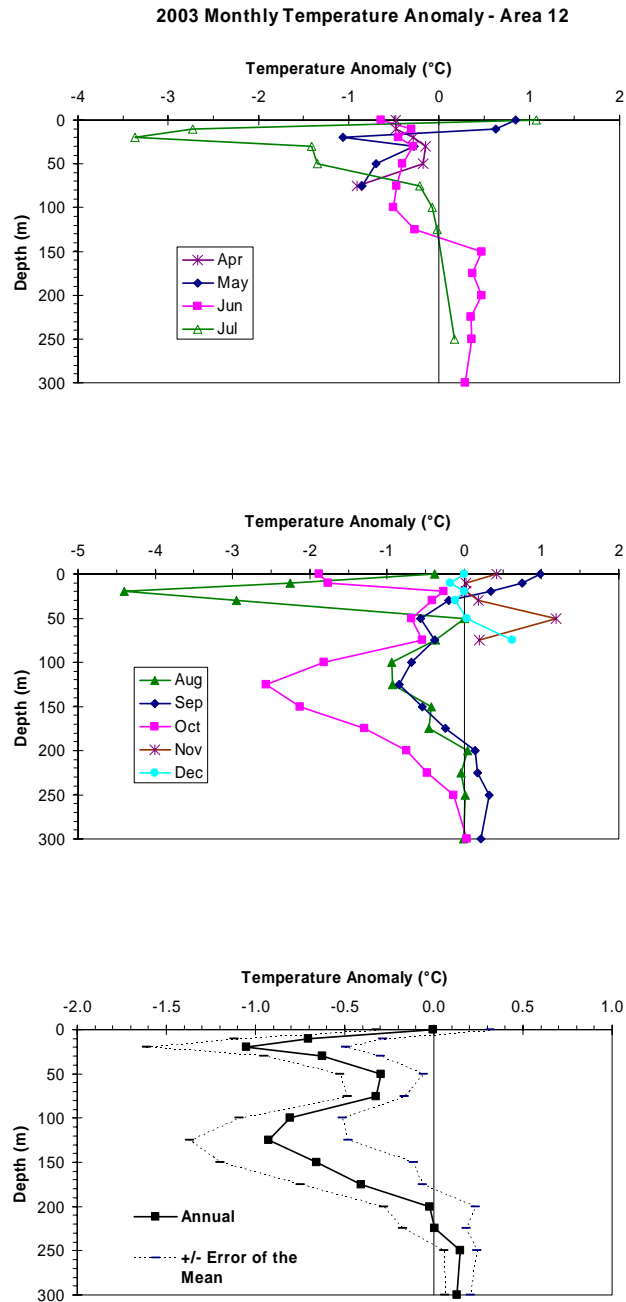 2003 Monthly Temperature Anomaly - Area 12
Temperature Anomaly (°C)
-4 -3 -2 -1 0 1 2
0
50
100
150
200
250
300
Depth (m)
Apr
May
Jun
Jul
Temperature Anomaly (°C)
-5 -4 -3 -2 -1 0 1 2
0
50
100
150
200
250
300
Depth (m)
Aug
Sep
Oct
Nov
Dec
Temperature Anomaly (°C)
-2.0 -1.5 -1.0 -0.5 0.0 0.5 1.0
0
50
100
150
200
250
300
Depth (m)
Annual
+/- Error of the
Mean